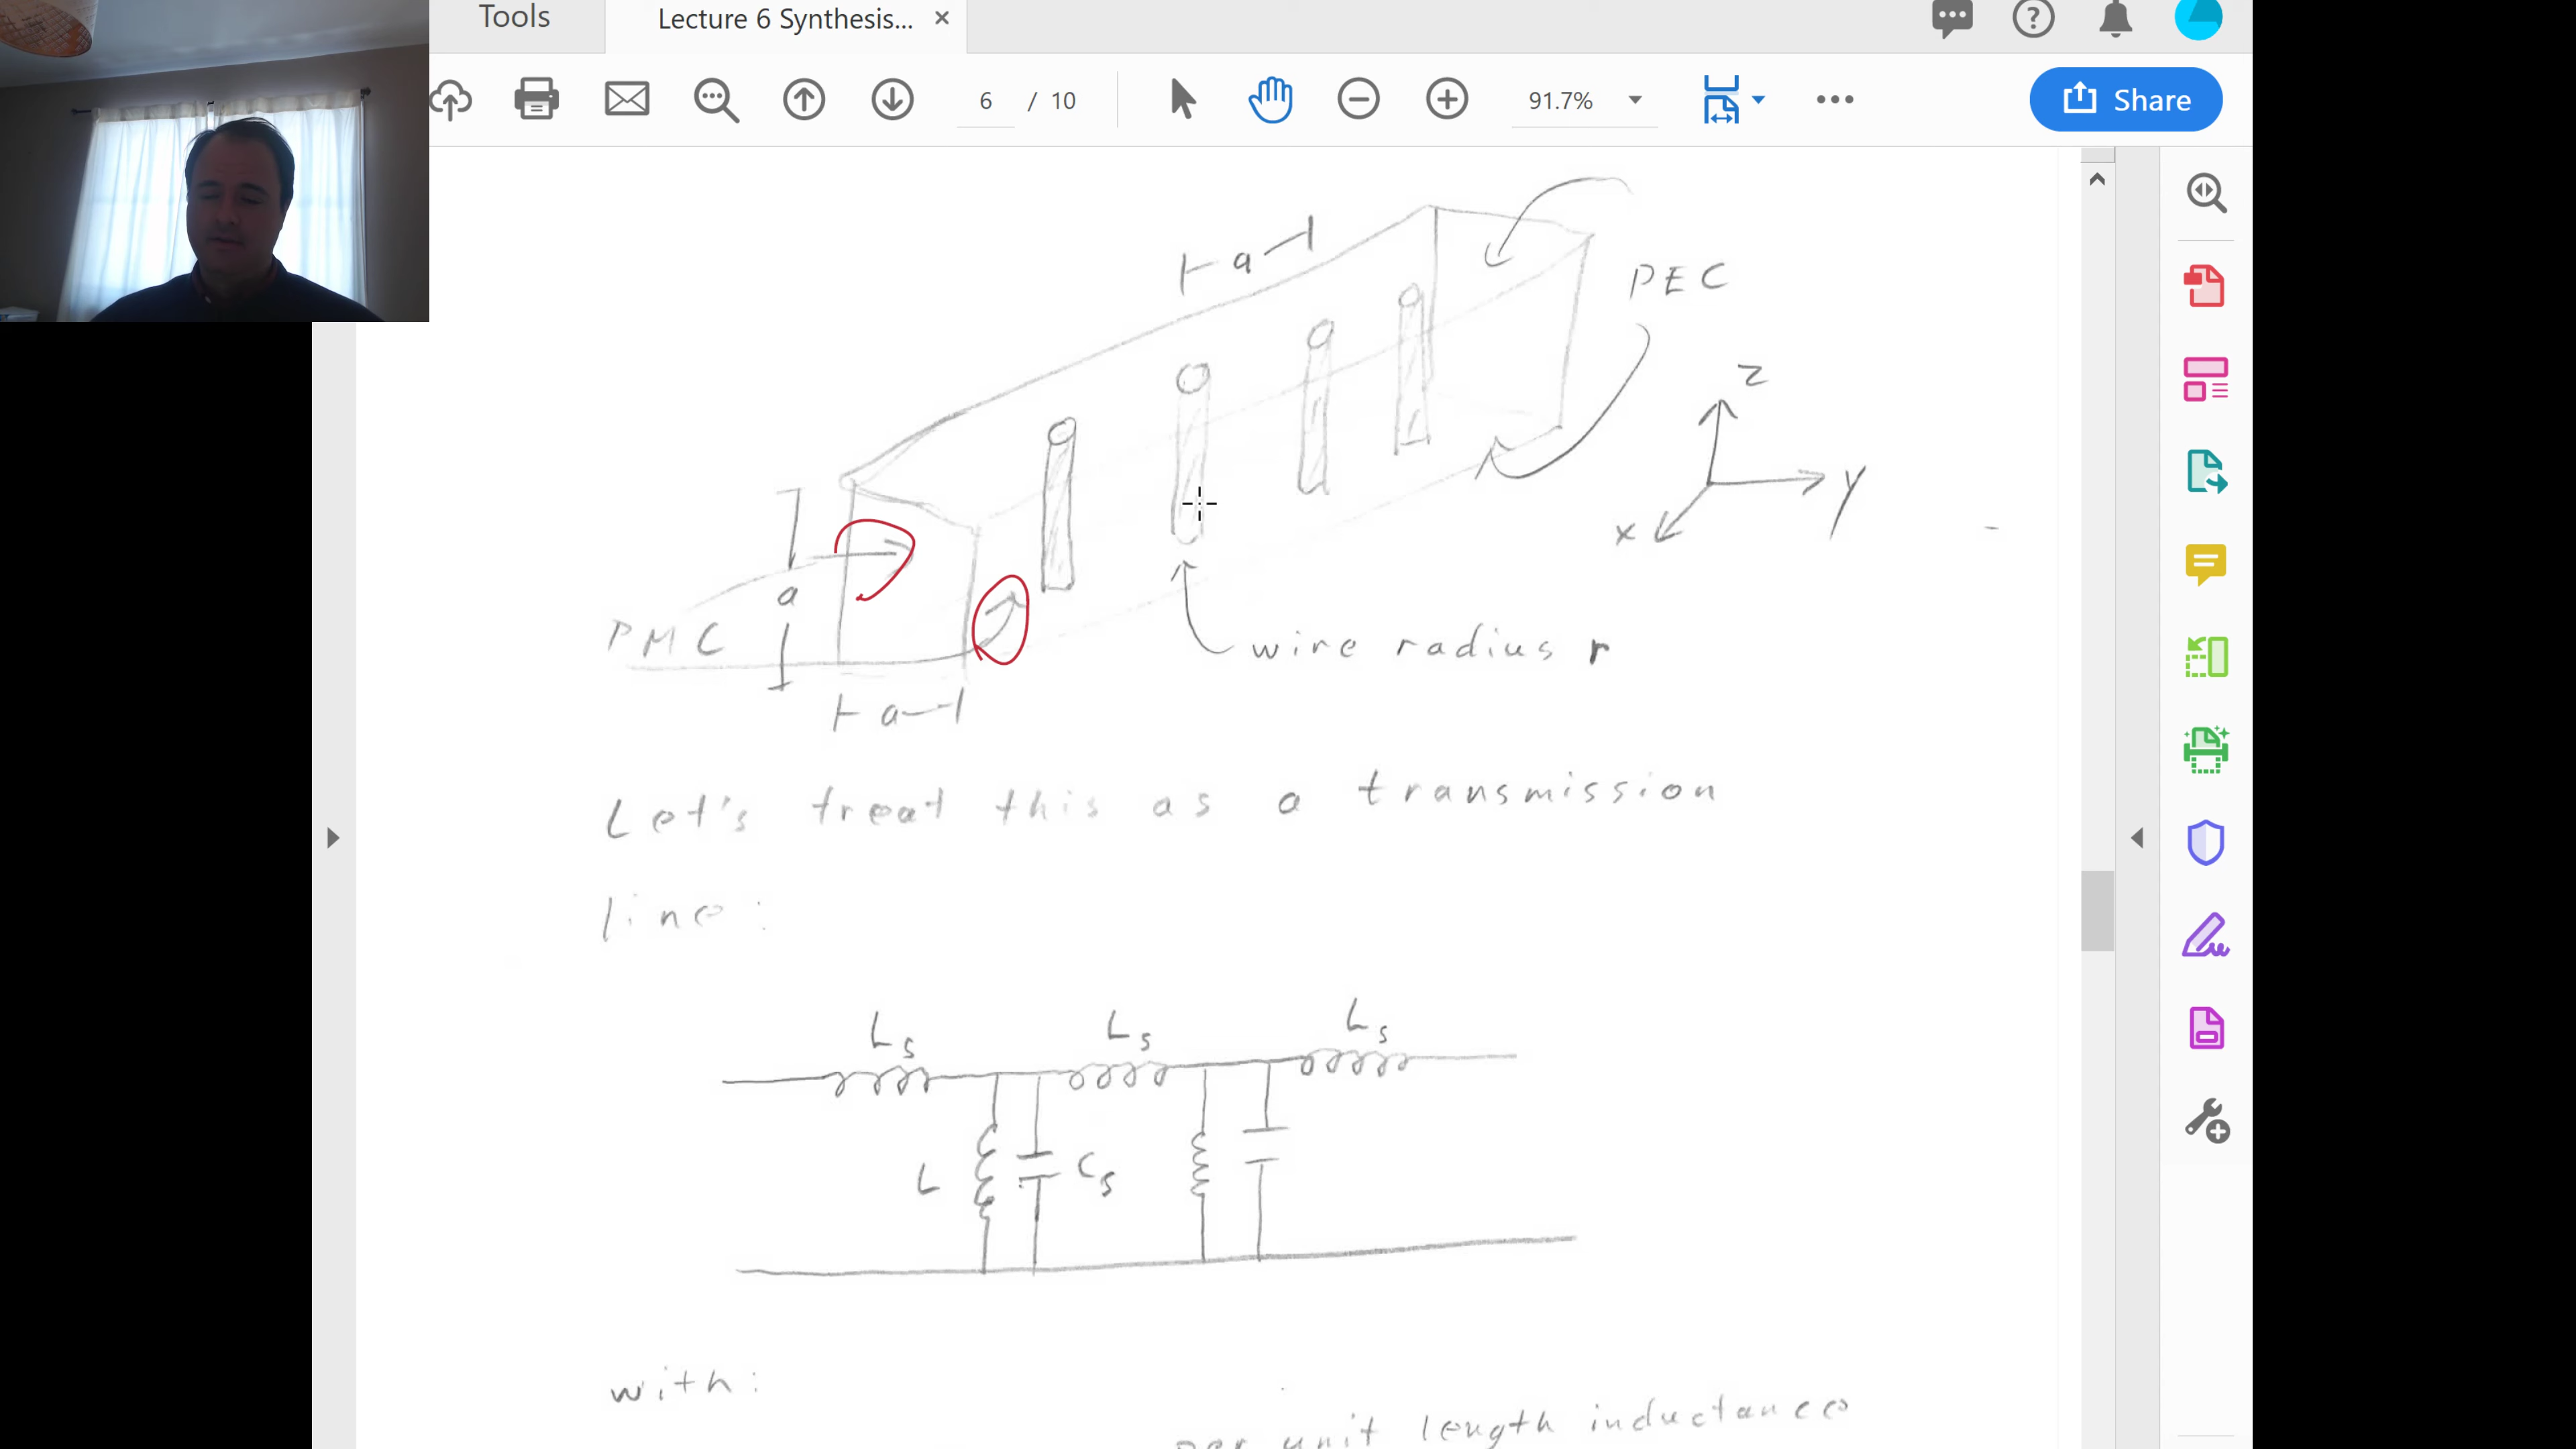 Tools
Lecture 6 Synthesis... ×
6 / 10
91.7%
Share
a
PEC
z
y
x
a
PMC
wire radius r
a
Let's treat this as a transmission
line:
Ls Ls Ls
L Cs
with:
per unit length inductances